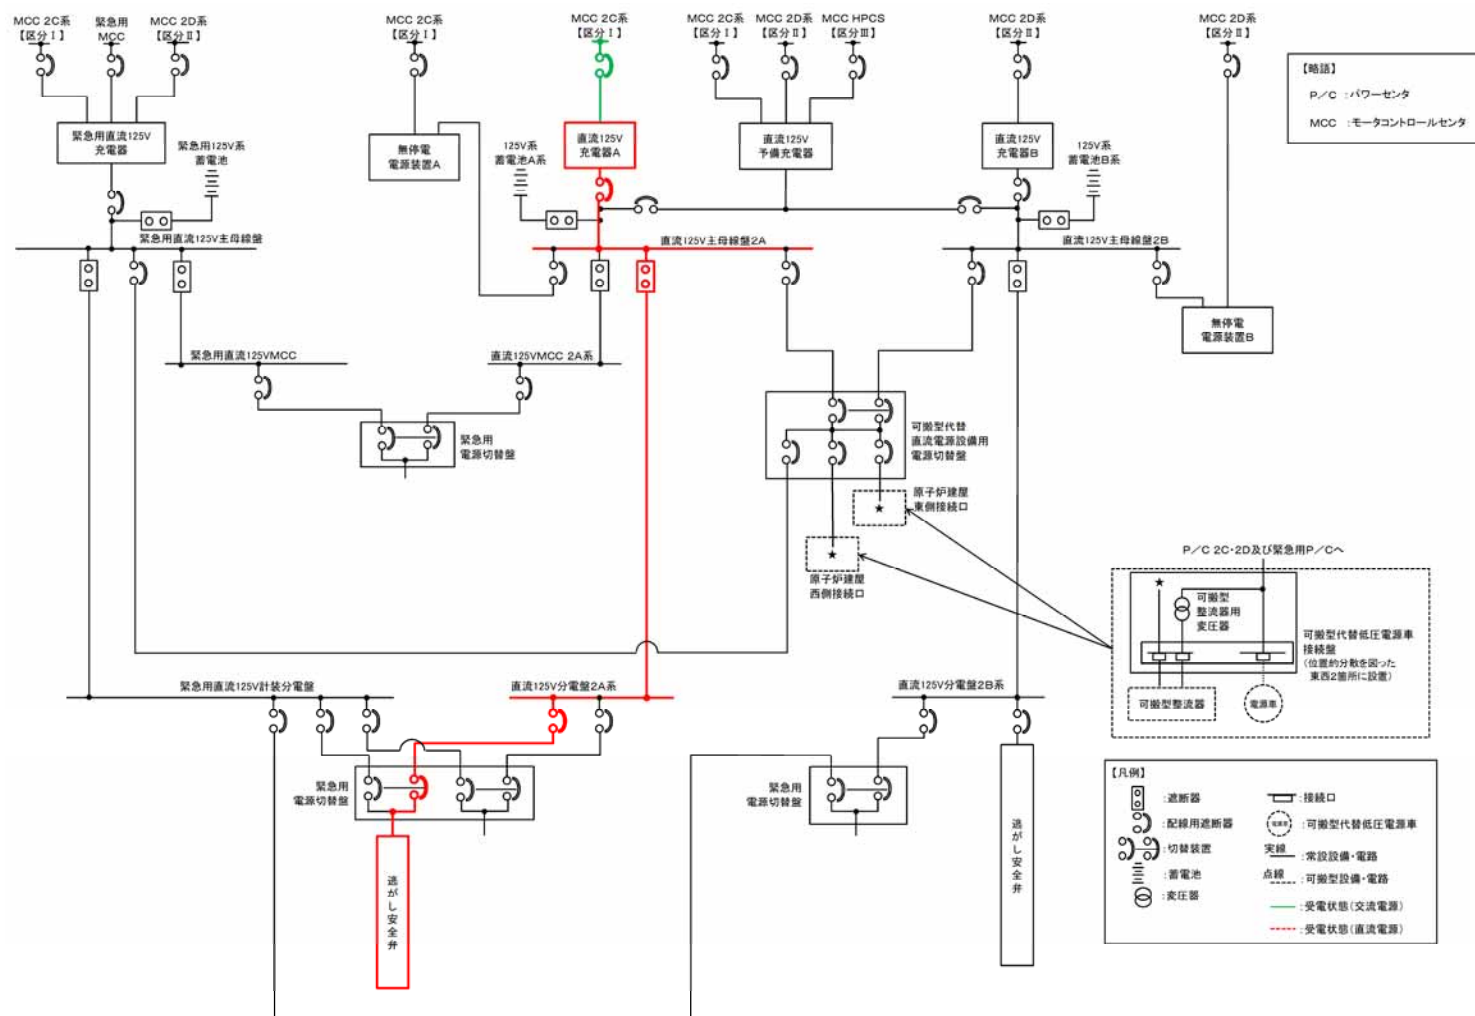 MCC 2C系
【区分Ⅰ】
緊急用
MCC
MCC 2D系
【区分Ⅱ】
MCC 2C系
【区分Ⅰ】
MCC 2C系
【区分Ⅰ】
MCC 2C系
【区分Ⅰ】
MCC 2D系
【区分Ⅱ】
MCC HPCS
【区分Ⅲ】
MCC 2D系
【区分Ⅱ】
MCC 2D系
【区分Ⅱ】
【略語】
P/C :パワーセンタ
MCC :モータコントロールセンタ
緊急用直流125V
充電器
緊急用125V系
蓄電池
無停電
電源装置A
125V系
蓄電池A系
直流125V
充電器A
直流125V
予備充電器
直流125V
充電器B
125V系
蓄電池B系
緊急用直流125V主母線盤
直流125V主母線盤2A
直流125V主母線盤2B
無停電
電源装置B
緊急用直流125VMCC
直流125VMCC 2A系
緊急用
電源切替盤
可搬型代替
直流電源設備用
電源切替盤
原子炉建屋
東側接続口
★
★
原子炉建屋
西側接続口
P/C 2C・2D及び緊急用P/Cへ
★
可搬型
整流器用
変圧器
可搬型代替低圧電源車
接続盤
(位置的分散を図った
東西2箇所に設置)
可搬型整流器
電源車
緊急用直流125V計装分電盤
直流125V分電盤2A系
直流125V分電盤2B系
緊急用
電源切替盤
緊急用
電源切替盤
逃がし安全弁
逃がし安全弁
【凡例】
:遮断器
:配線用遮断器
:切替装置
:蓄電池
:変圧器
:接続口
電源車
:可搬型代替低圧電源車
実線
:常設設備・電路
点線
:可搬型設備・電路
:受電状態(交流電源)
:受電状態(直流電源)